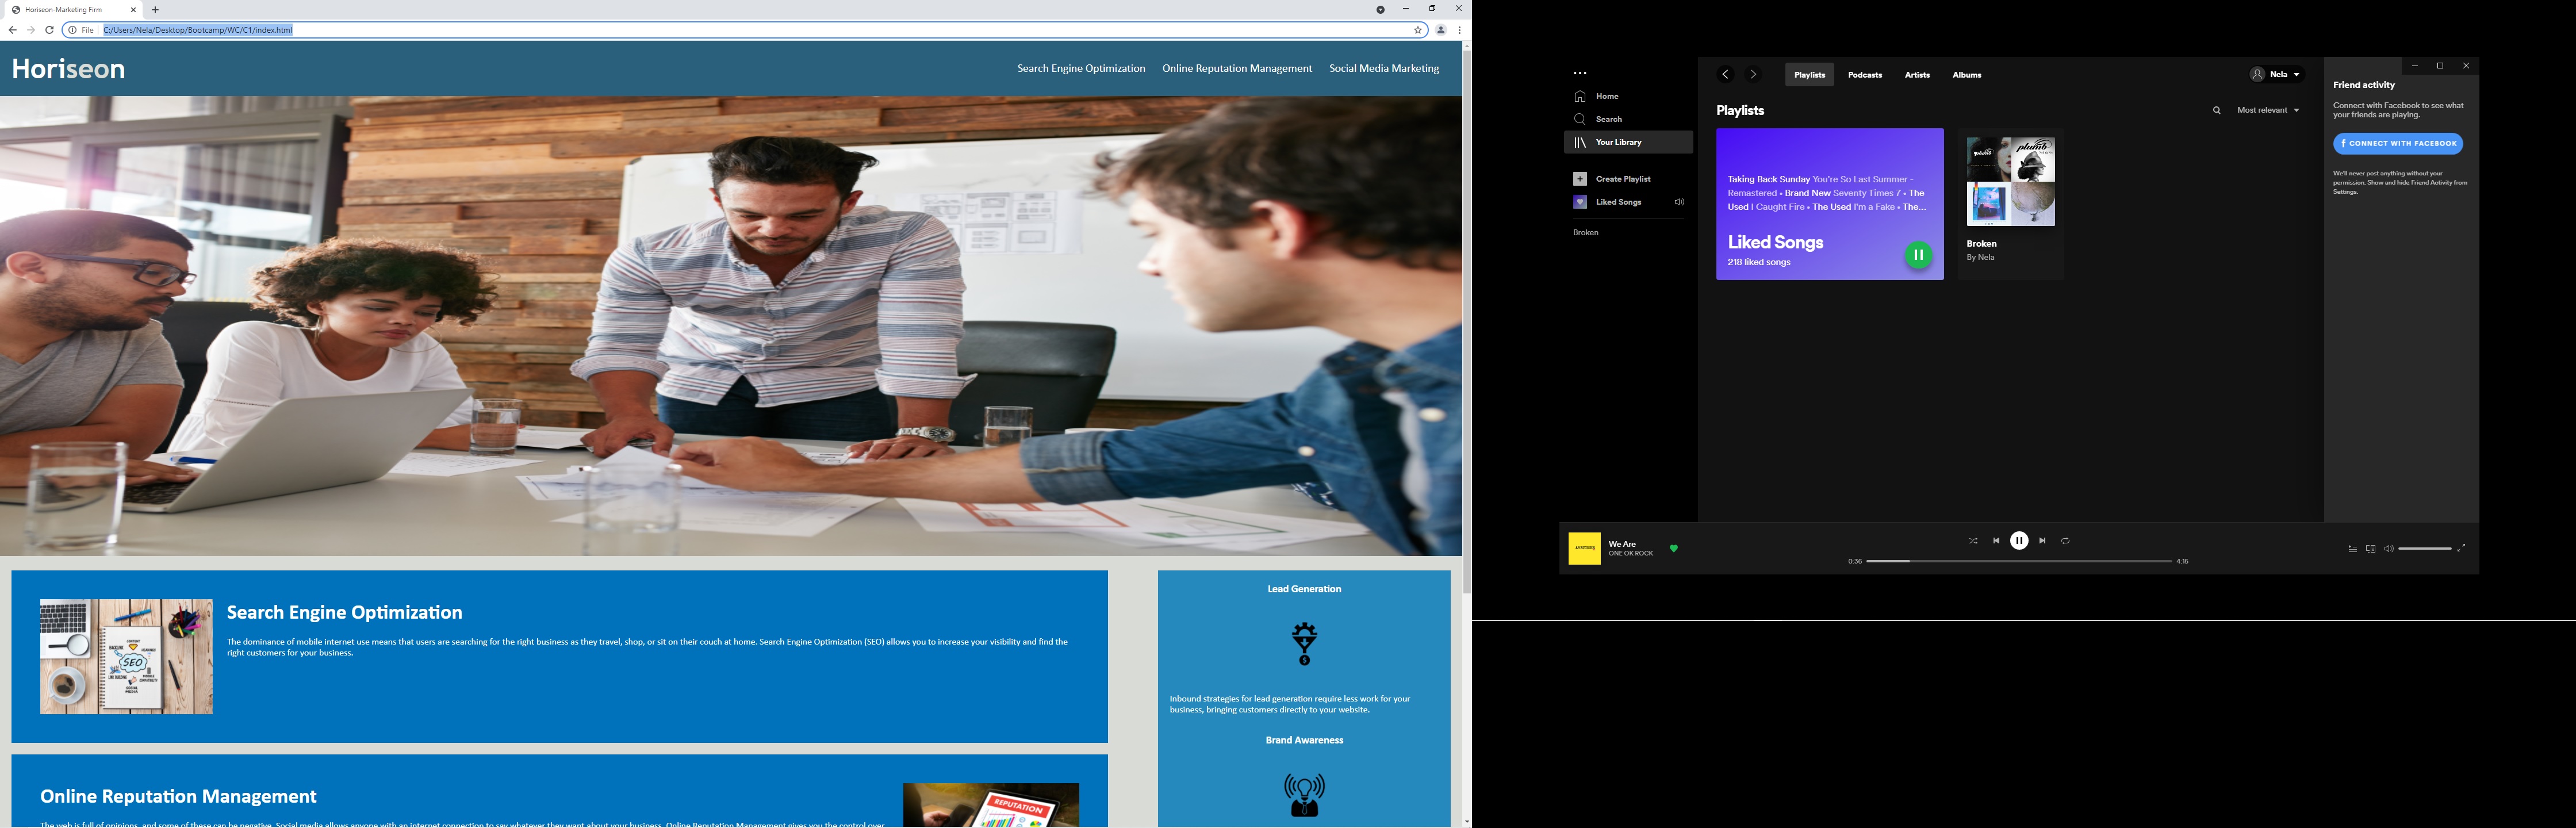 Horiseon-Marketing Firm
File
C:/Users/Nela/Desktop/Bootcamp/WC/C1/index.html
Horiseon
Search Engine Optimization
Online Reputation Management
Social Media Marketing
Search Engine Optimization
The dominance of mobile internet use means that users are searching for the right business as they travel, shop, or sit on their couch at home. Search Engine Optimization (SEO) allows you to increase your visibility and find the
right customers for your business.
SEO
Online Reputation Management
The web is full of opinions, and some of these can be negative. Social media allows anyone with an internet connection to say whatever they want about your business. Online Reputation Management gives you the control over
REPUTATION
Lead Generation
Inbound strategies for lead generation require less work for your
business, bringing customers directly to your website.
Brand Awareness
Home
Search
Your Library
Create Playlist
Liked Songs
Broken
Playlists
Podcasts
Artists
Albums
Nela
Playlists
Most relevant
Taking Back Sunday You're So Last Summer -
Remastered • Brand New Seventy Times 7 • The
Used I Caught Fire • The Used I'm a Fake • The...
Liked Songs
218 liked songs
plumb
Broken
By Nela
Friend activity
Connect with Facebook to see what
your friends are playing.
CONNECT WITH FACEBOOK
We'll never post anything without your
permission. Show and hide Friend Activity from
Settings.
We Are
ONE OK ROCK
0:36
4:15